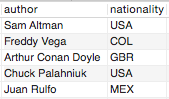 author nationality
Sam Altman USA
Freddy Vega COL
Arthur Conan Doyle GBR
Chuck Palahniuk USA
Juan Rulfo MEX